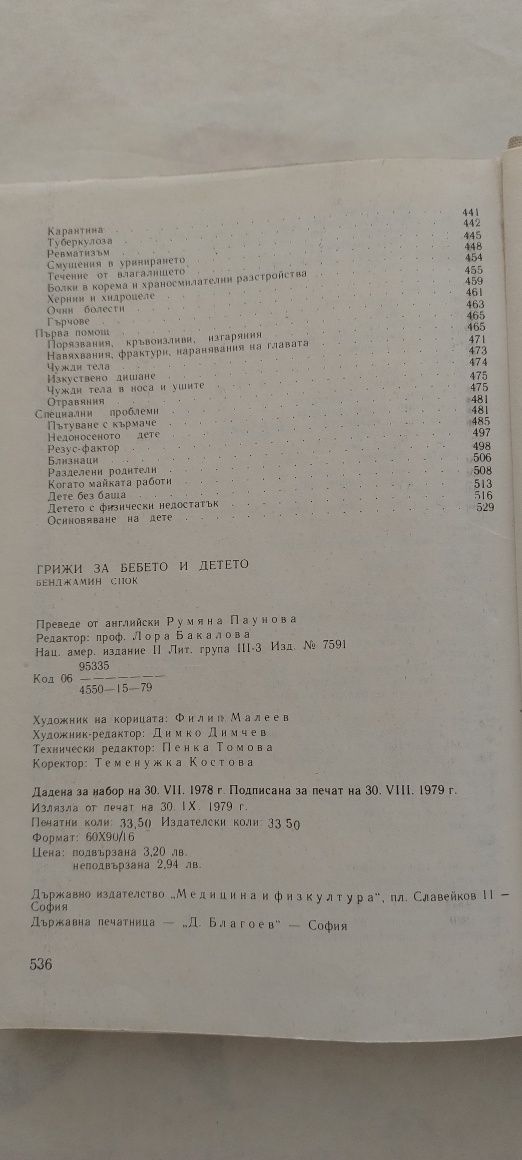 Карантина . . . . . . . . . . 441
Туберкулоза . . . . . . . . . . 442
Ревматизъм . . . . . . . . . . 445
Смущения в уринирането . . . . . . . . . . 448
Течение от влагалището . . . . . . . . . . 454
Болки в корема и храносмилателни разстройства . . . . . 455
Хернии и хидроцеле . . . . . . . . . . 459
Очни болести . . . . . . . . . . 461
Гърчове . . . . . . . . . . 463
Първа помощ . . . . . . . . . . 465
Порязвания, кръвоизливи, изгаряния . . . . . . . 465
Навяхвания, фрактури, наранявания на главата . . . . . 471
Чужди тела . . . . . . . . . . 473
Изкуствено дишане . . . . . . . . . . 474
Чужди тела в носа и ушите . . . . . . . . . 475
Отравяния . . . . . . . . . . 475
Специални проблеми . . . . . . . . . . 481
Пътуване с кърмаче . . . . . . . . . . 481
Недоносеното дете . . . . . . . . . . 485
Резус-фактор . . . . . . . . . . 497
Близнаци . . . . . . . . . . 498
Разделени родители . . . . . . . . . . 506
Когато майката работи . . . . . . . . . . 508
Дете без баща . . . . . . . . . . 513
Детето с физически недостатък . . . . . . . . . 516
Осиновяване на дете . . . . . . . . . . 529
ГРИЖИ ЗА БЕБЕТО И ДЕТЕТО
БЕНДЖАМИН СПОК
Преведе от английски Румяна Паунова
Редактор: проф. Лора Бакалова
Нац. амер. издание II Лит. група III-3 Изд. № 7591
95335
Код 06 ———————
4550—15—79
Художник на корицата: Филип Малеев
Художник-редактор: Димко Димчев
Технически редактор: Пенка Томова
Коректор: Теменужка Костова
Дадена за набор на 30. VII. 1978 г. Подписана за печат на 30. VIII. 1979 г.
Излязла от печат на 30. IX. 1979 г.
Печатни коли: 33,50 Издателски коли: 33 50
Формат: 60X90/16
Цена: подвързана 3,20 лв.
неподвързана 2,94 лв.
Държавно издателство „Медицина и физкултура“, пл. Славейков 11 —
София
Държавна печатница — „Д. Благоев“ — София
536